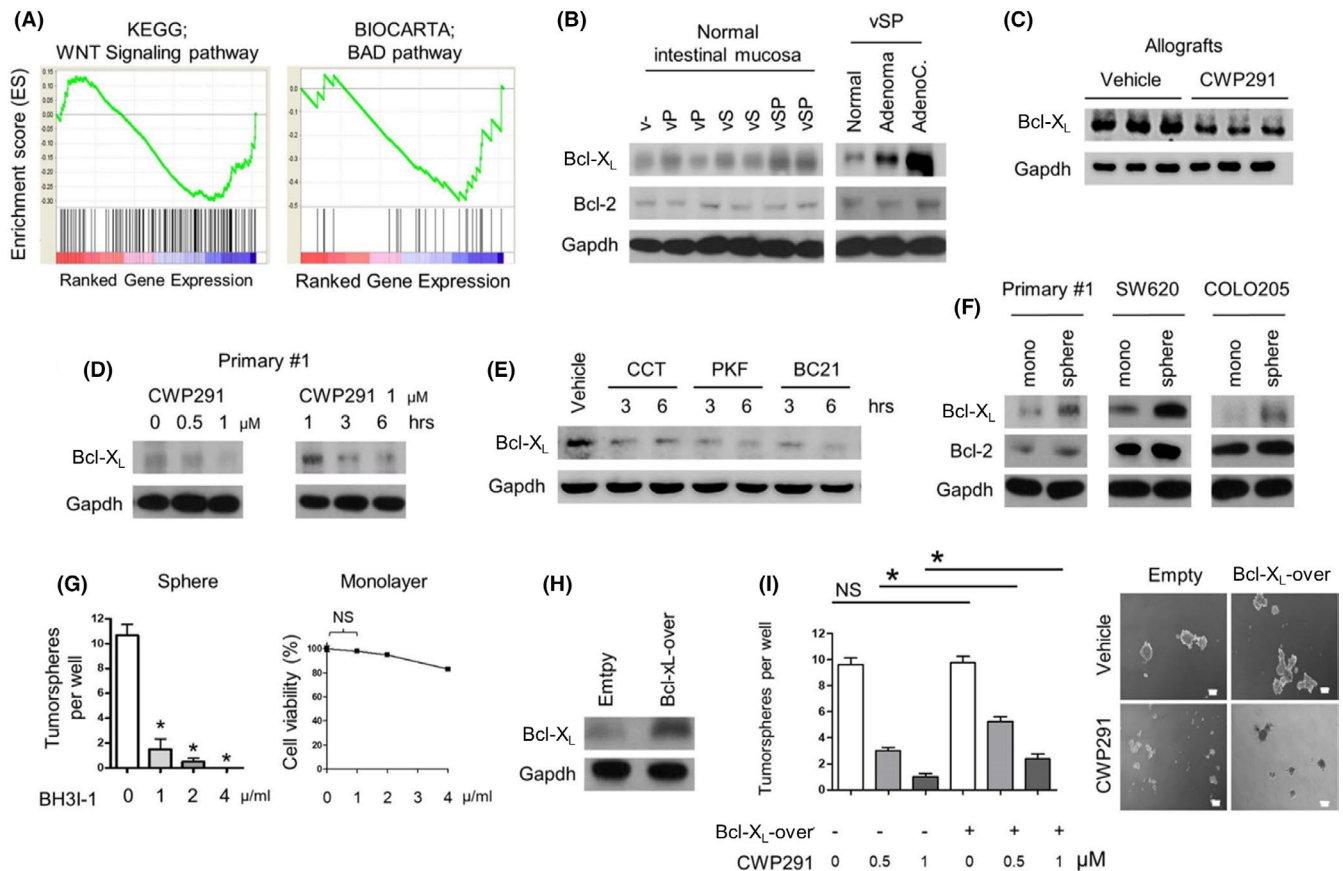 (A)
KEGG;
WNT Signaling pathway
BIOCARTA;
BAD pathway
Enrichment score (ES)
0.15
0.10
0.05
0.00
-0.05
-0.10
-0.15
-0.20
-0.25
-0.30
0.0
-0.1
-0.2
-0.3
-0.4
-0.5
Ranked Gene Expression
Ranked Gene Expression
(B)
Normal
intestinal mucosa
vSP
v- vP vP vS vS vSP vSP
Normal Adenoma AdenoC.
Bcl-XL
Bcl-2
Gapdh
(C)
Allografts
Vehicle CWP291
Bcl-XL
Gapdh
(D)
Primary #1
CWP291
0 0.5 1 μM
CWP291 1 μM
1 3 6 hrs
Bcl-XL
Gapdh
(E)
Vehicle CCT PKF BC21
3 6 3 6 3 6 hrs
Bcl-XL
Gapdh
(F)
Primary #1 SW620 COLO205
mono sphere mono sphere mono sphere
Bcl-XL
Bcl-2
Gapdh
(G)
Sphere
Tumorspheres
per well
12
10
8
6
4
2
0
* * *
BH3I-1 0 1 2 4 μ/ml
Monolayer
NS
Cell viability (%)
100
80
60
40
20
0
0 1 2 3 4 μ/ml
(H)
Emtpy Bcl-xL-over
Bcl-XL
Gapdh
(I)
*
*
NS
Tumorspheres per well
12
10
8
6
4
2
0
Bcl-XL-over - - - + + +
CWP291 0 0.5 1 0 0.5 1 μM
Empty Bcl-XL-over
Vehicle
CWP291